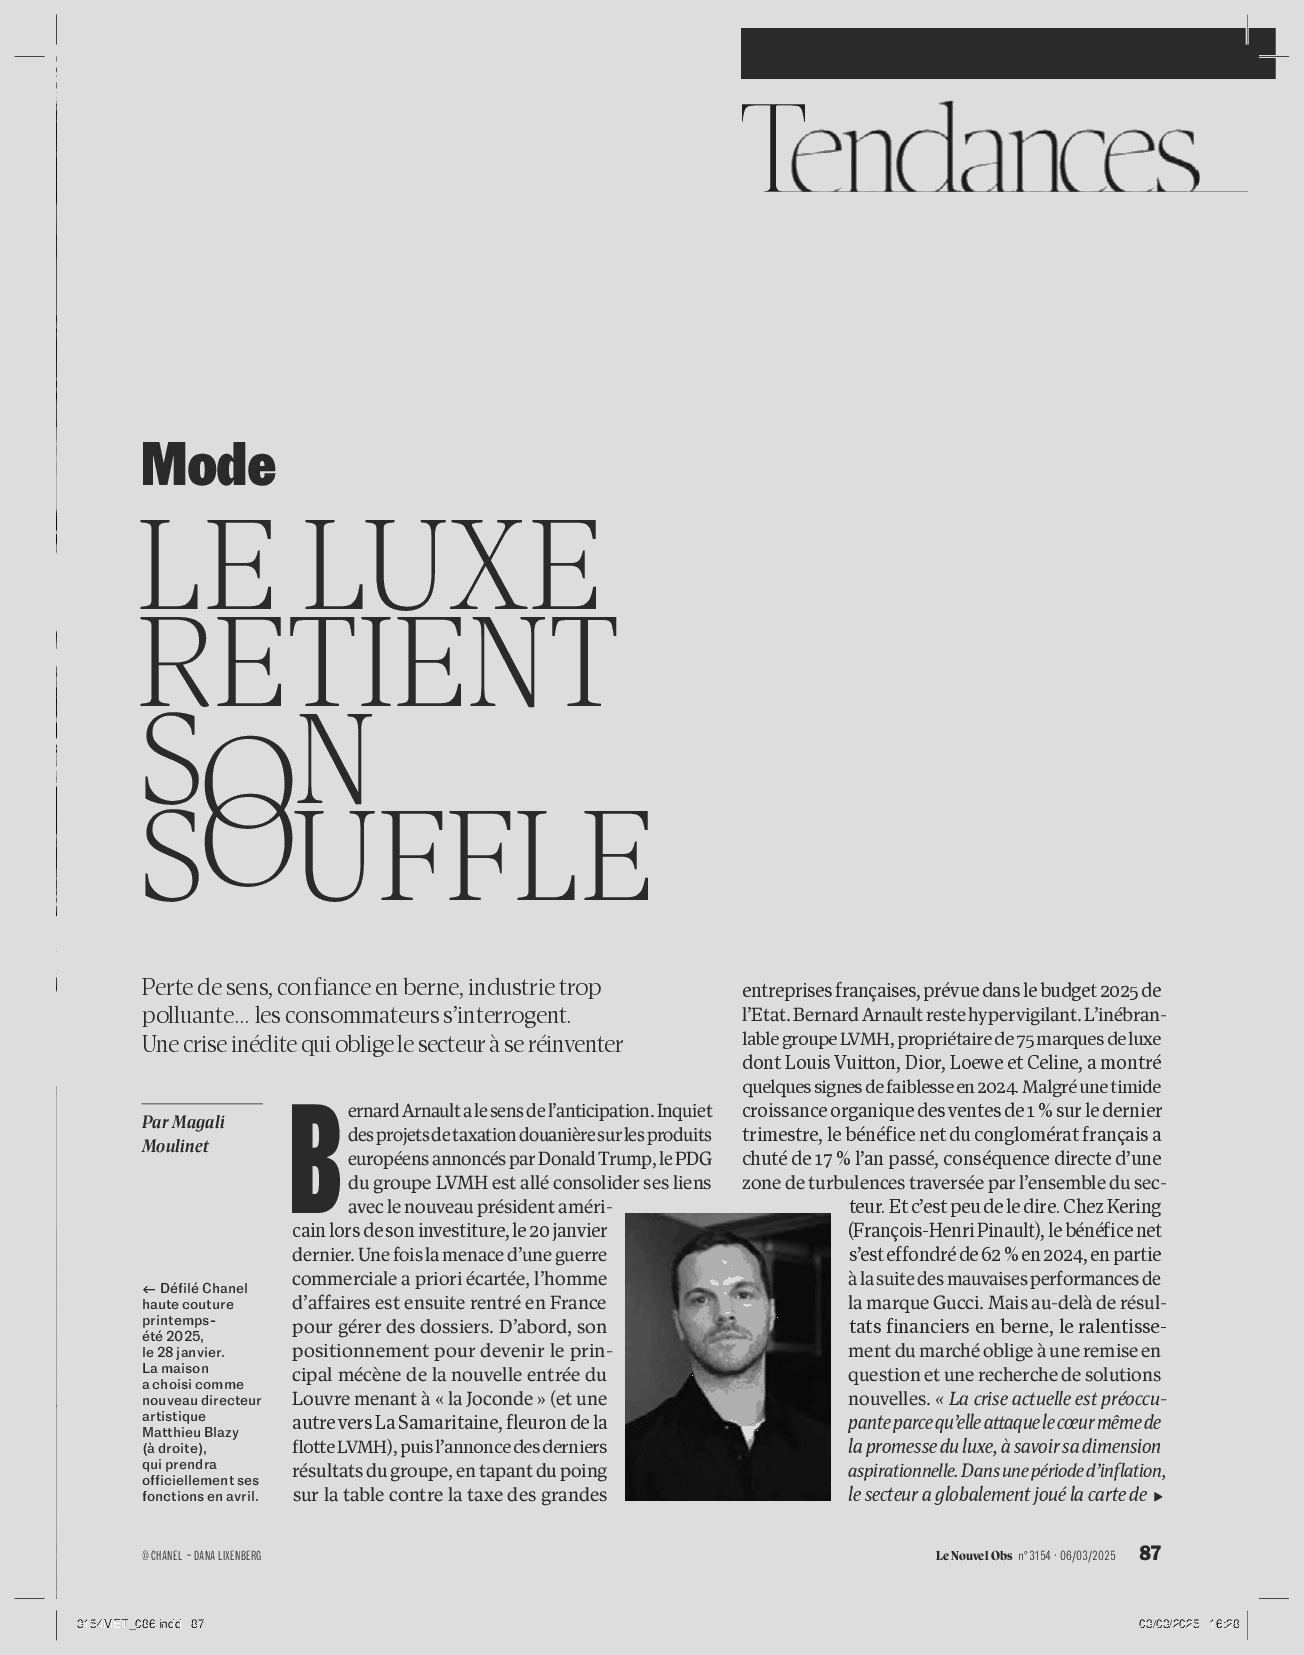 Tendances
Mode
LE LUXE
RETIENT
SON
SOUFFLE
Perte de sens, confiance en berne, industrie trop
polluante… les consommateurs s’interrogent.
Une crise inédite qui oblige le secteur à se réinventer
Par Magali
Moulinet
← Défilé Chanel
haute couture
printemps-
été 2025,
le 28 janvier.
La maison
a choisi comme
nouveau directeur
artistique
Matthieu Blazy
(à droite),
qui prendra
officiellement ses
fonctions en avril.
Bernard Arnault a le sens de l’anticipation. Inquiet
des projets de taxation douanière sur les produits
européens annoncés par Donald Trump, le PDG
du groupe LVMH est allé consolider ses liens
avec le nouveau président améri-
cain lors de son investiture, le 20 janvier
dernier. Une fois la menace d’une guerre
commerciale a priori écartée, l’homme
d’affaires est ensuite rentré en France
pour gérer des dossiers. D’abord, son
positionnement pour devenir le prin-
cipal mécène de la nouvelle entrée du
Louvre menant à « la Joconde » (et une
autre vers La Samaritaine, fleuron de la
flotte LVMH), puis l’annonce des derniers
résultats du groupe, en tapant du poing
sur la table contre la taxe des grandes
entreprises françaises, prévue dans le budget 2025 de
l’Etat. Bernard Arnault reste hypervigilant. L’inébran-
lable groupe LVMH, propriétaire de 75 marques de luxe
dont Louis Vuitton, Dior, Loewe et Celine, a montré
quelques signes de faiblesse en 2024. Malgré une timide
croissance organique des ventes de 1 % sur le dernier
trimestre, le bénéfice net du conglomérat français a
chuté de 17 % l’an passé, conséquence directe d’une
zone de turbulences traversée par l’ensemble du sec-
teur. Et c’est peu de le dire. Chez Kering
(François-Henri Pinault), le bénéfice net
s’est effondré de 62 % en 2024, en partie
à la suite des mauvaises performances de
la marque Gucci. Mais au-delà de résul-
tats financiers en berne, le ralentisse-
ment du marché oblige à une remise en
question et une recherche de solutions
nouvelles. « La crise actuelle est préoccu-
pante parce qu’elle attaque le cœur même de
la promesse du luxe, à savoir sa dimension
aspirationnelle. Dans une période d’inflation,
le secteur a globalement joué la carte de ▶
© CHANEL – DANA LIXENBERG
Le Nouvel Obs n° 3154 · 06/03/2025 87
3154VET_086.indd 87
03/03/2025 16:28